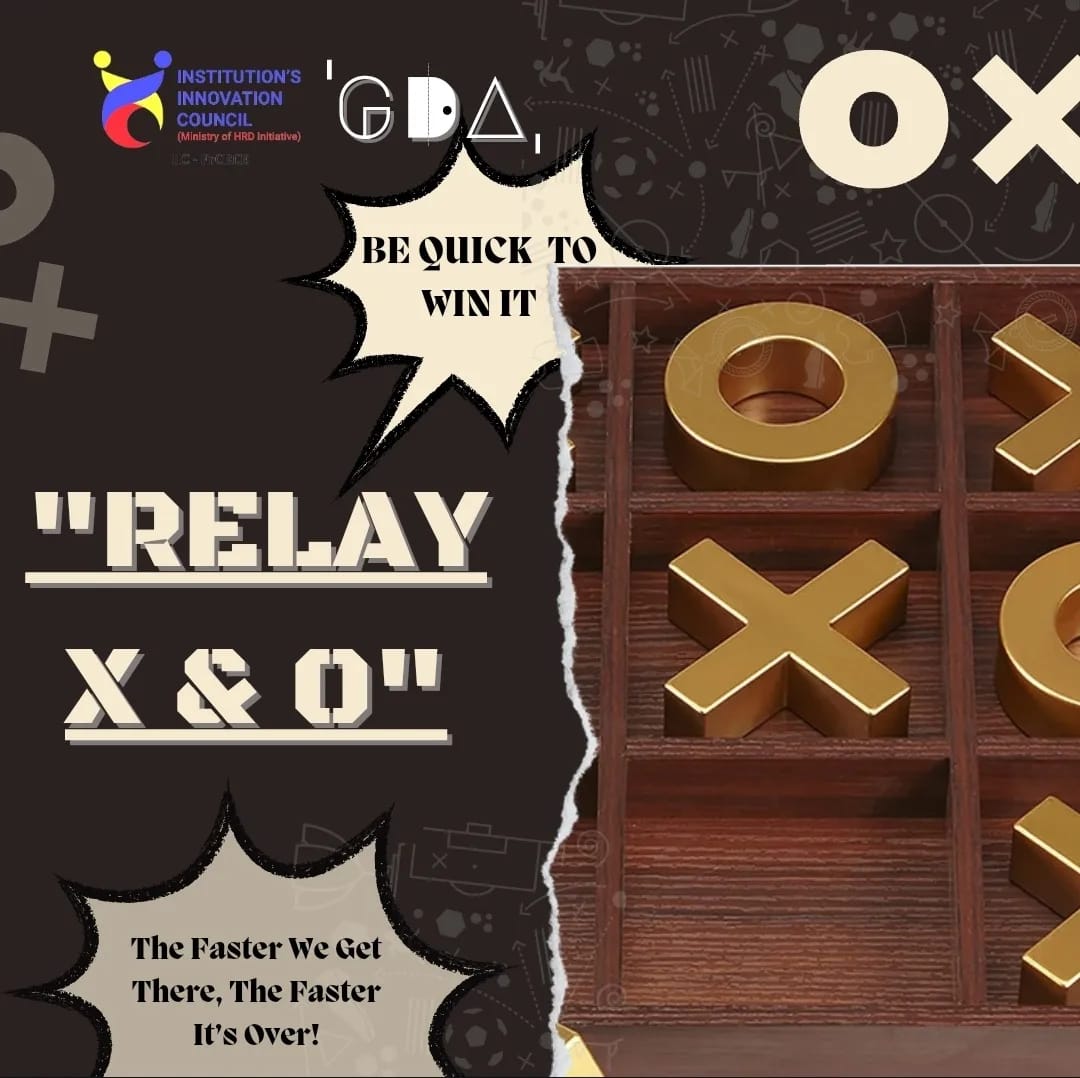 INSTITUTION'S
INNOVATION
COUNCIL
(Ministry of HRD Initiative)
'GDA,
OX
BE QUICK TO
WIN IT
"RELAY
X & O"
The Faster We Get
There, The Faster
It's Over!